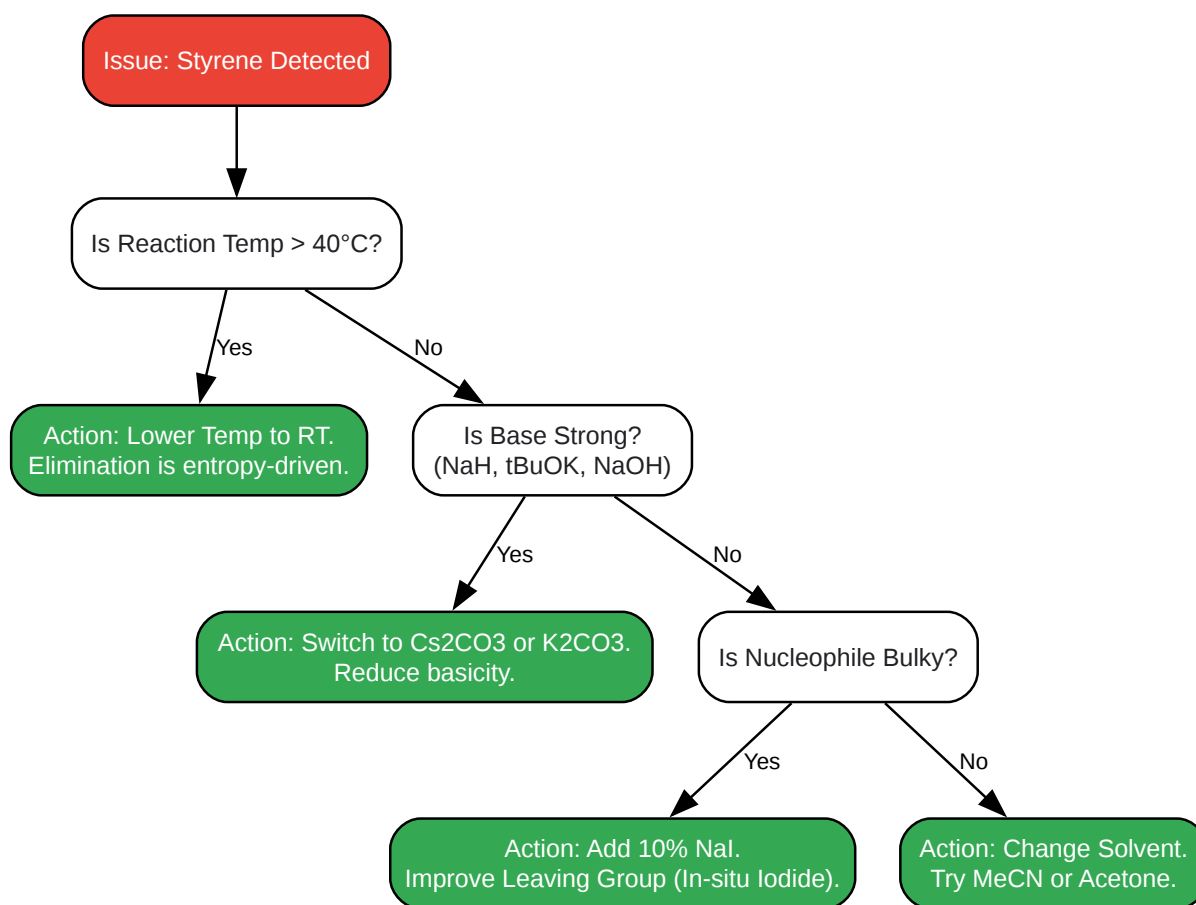 Issue: Styrene Detected
Is Reaction Temp > 40°C?
Yes
No
Action: Lower Temp to RT.
Elimination is entropy-driven.
Is Base Strong?
(NaH, tBuOK, NaOH)
Yes
No
Action: Switch to Cs2CO3 or K2CO3.
Reduce basicity.
Is Nucleophile Bulky?
Yes
No
Action: Add 10% NaI.
Improve Leaving Group (In-situ Iodide).
Action: Change Solvent.
Try MeCN or Acetone.